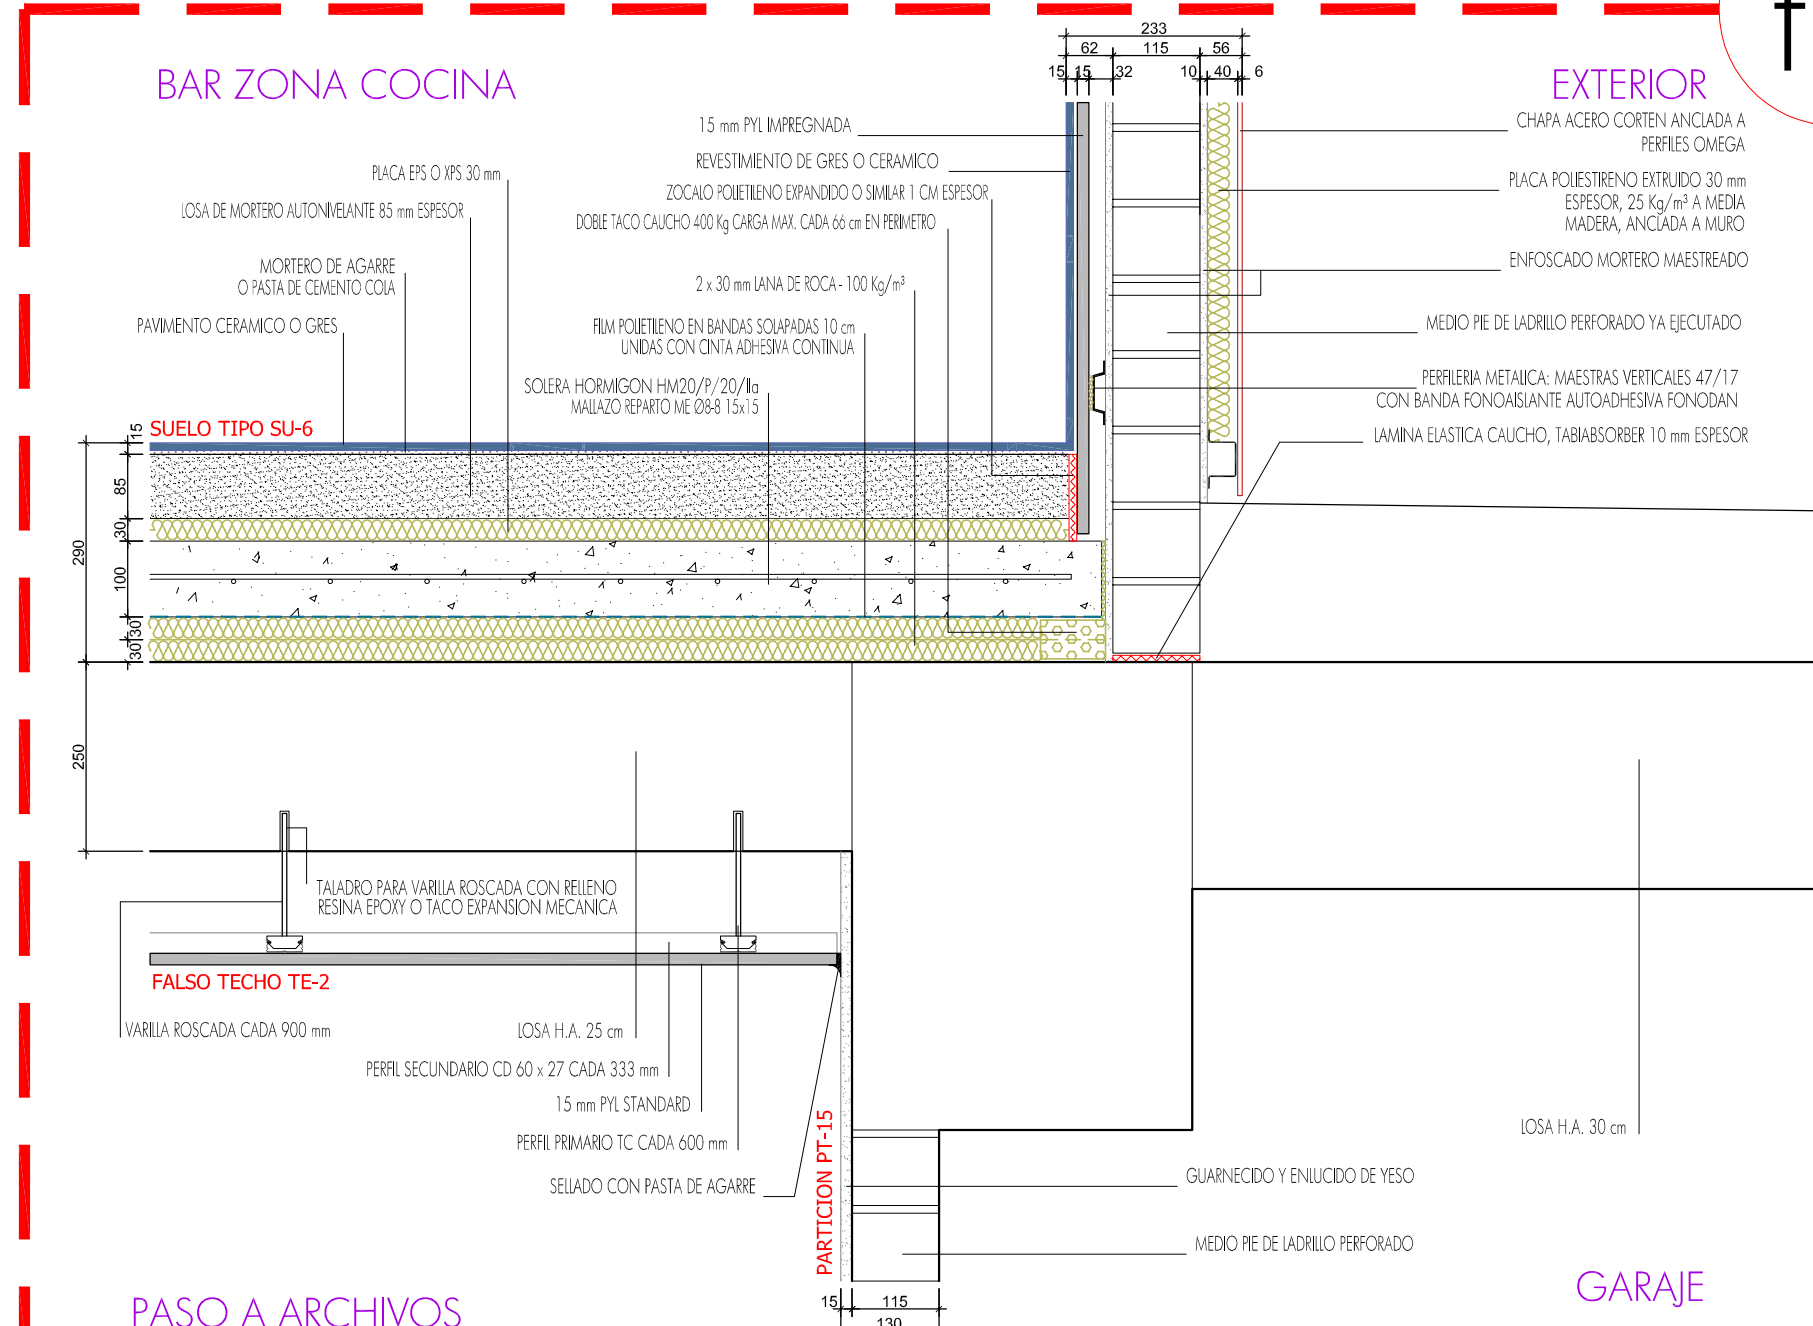 233
62 115 56
15 15 32 10 40 6
BAR ZONA COCINA
EXTERIOR
15 mm PYL IMPREGNADA
REVESTIMIENTO DE GRES O CERAMICO
ZOCALO POLIETILENO EXPANDIDO O SIMILAR 1 CM ESPESOR
DOBLE TACO CAUCHO 400 Kg CARGA MAX. CADA 66 cm EN PERIMETRO
2 x 30 mm LANA DE ROCA - 100 Kg/m³
FILM POLIETILENO EN BANDAS SOLAPADAS 10 cm
UNIDAS CON CINTA ADHESIVA CONTINUA
SOLERA HORMIGON HM20/P/20/IIa
MALLAZO REPARTO ME Ø8-8 15x15
PLACA EPS O XPS 30 mm
LOSA DE MORTERO AUTONIVELANTE 85 mm ESPESOR
MORTERO DE AGARRE
O PASTA DE CEMENTO COLA
PAVIMENTO CERAMICO O GRES
SUELO TIPO SU-6
CHAPA ACERO CORTEN ANCLADA A
PERFILES OMEGA
PLACA POLIESTIRENO EXTRUIDO 30 mm
ESPESOR, 25 Kg/m³ A MEDIA
MADERA, ANCLADA A MURO
ENFOSCADO MORTERO MAESTREADO
MEDIO PIE DE LADRILLO PERFORADO YA EJECUTADO
PERFILERIA METALICA: MAESTRAS VERTICALES 47/17
CON BANDA FONOAISLANTE AUTOADHESIVA FONODAN
LAMINA ELASTICA CAUCHO, TABIABSORBER 10 mm ESPESOR
15
85
30
100
30
30
290
250
TALADRO PARA VARILLA ROSCADA CON RELLENO
RESINA EPOXY O TACO EXPANSION MECANICA
FALSO TECHO TE-2
VARILLA ROSCADA CADA 900 mm
LOSA H.A. 25 cm
PERFIL SECUNDARIO CD 60 x 27 CADA 333 mm
15 mm PYL STANDARD
PERFIL PRIMARIO TC CADA 600 mm
SELLADO CON PASTA DE AGARRE
PARTICION PT-15
LOSA H.A. 30 cm
GUARNECIDO Y ENLUCIDO DE YESO
MEDIO PIE DE LADRILLO PERFORADO
GARAJE
PASO A ARCHIVOS
15 115
130